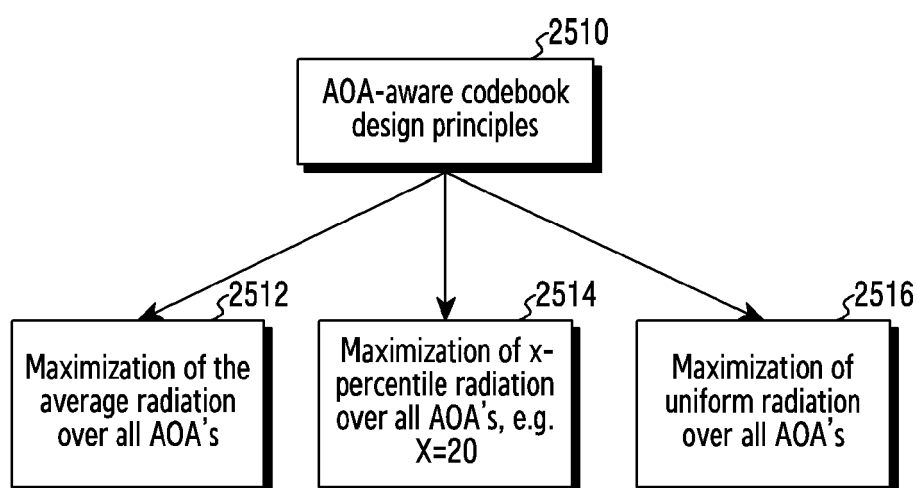 2510
AOA-aware codebook
design principles
2512
Maximization of the
average radiation
over all AOA's
2514
Maximization of x-
percentile radiation
over all AOA's, e.g.
X=20
2516
Maximization of
uniform radiation
over all AOA's